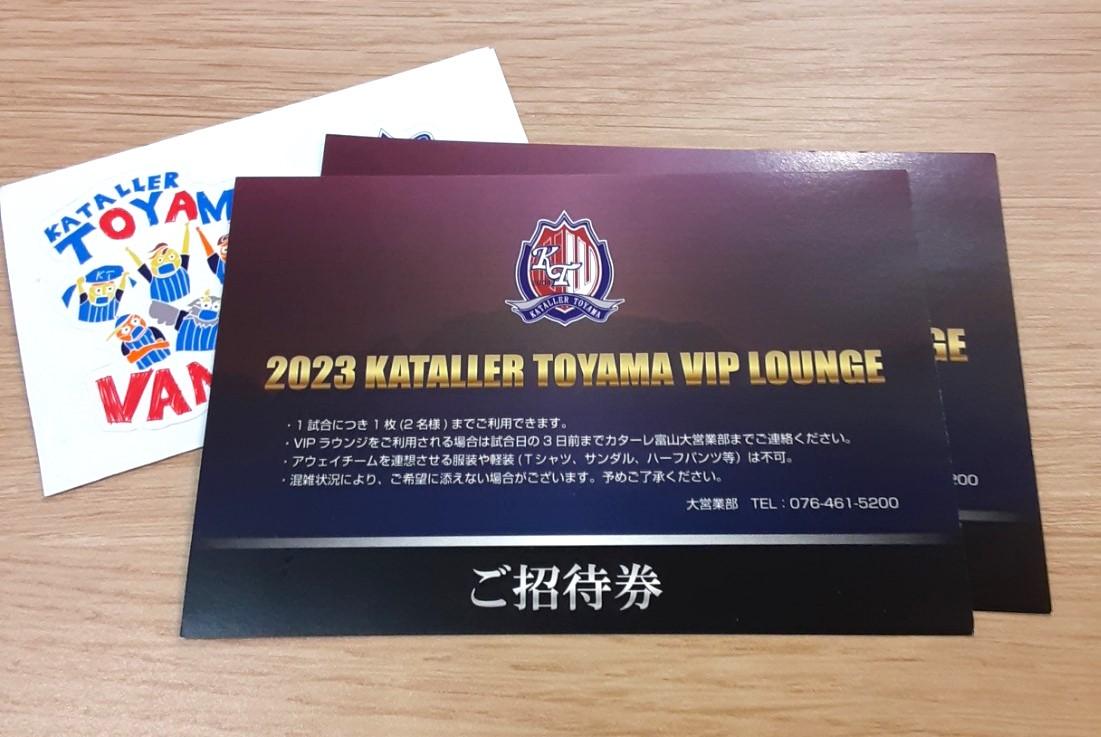 KATALLER
TOYAM
VAN
KT
KT
KATALLER TOYAMA
2023 KATALLER TOYAMA VIP LOUNGE
・1試合につき1枚(2名様)までご利用できます。
・VIPラウンジをご利用される場合は試合日の3日前までカターレ富山大営業部までご連絡ください。
・アウェイチームを連想させる服装や軽装(Tシャツ、サンダル、ハーフパンツ等)は不可。
・混雑状況により、ご希望に添えない場合がございます。予めご了承ください。
大営業部 TEL:076-461-5200
ご招待券
GE
200